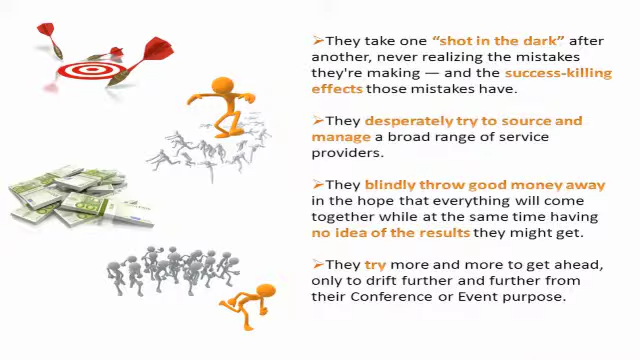 ➢They take one “shot in the dark” after
another, never realizing the mistakes
they're making — and the success-killing
effects those mistakes have.
➢They desperately try to source and
manage a broad range of service
providers.
➢They blindly throw good money away
in the hope that everything will come
together while at the same time having
no idea of the results they might get.
➢They try more and more to get ahead,
only to drift further and further from
their Conference or Event purpose.